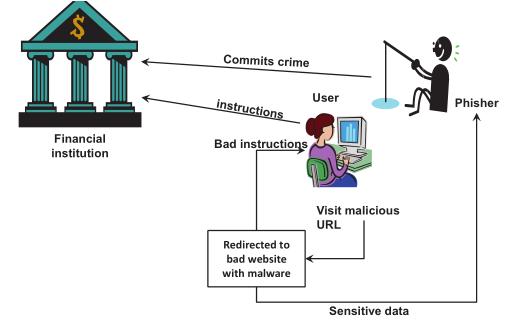 $
Commits crime
User
instructions
Phisher
Financial
institution
Bad instructions
Visit malicious
URL
Redirected to
bad website
with malware
Sensitive data